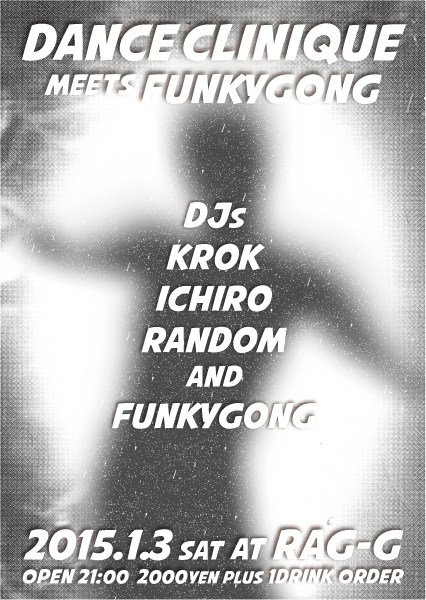 DANCE CLINIQUE
MEETS FUNKYGONG
DJs
KROK
ICHIRO
RANDOM
AND
FUNKYGONG
2015.1.3 SAT AT RAG-G
OPEN 21:00 2000YEN PLUS 1DRINK ORDER